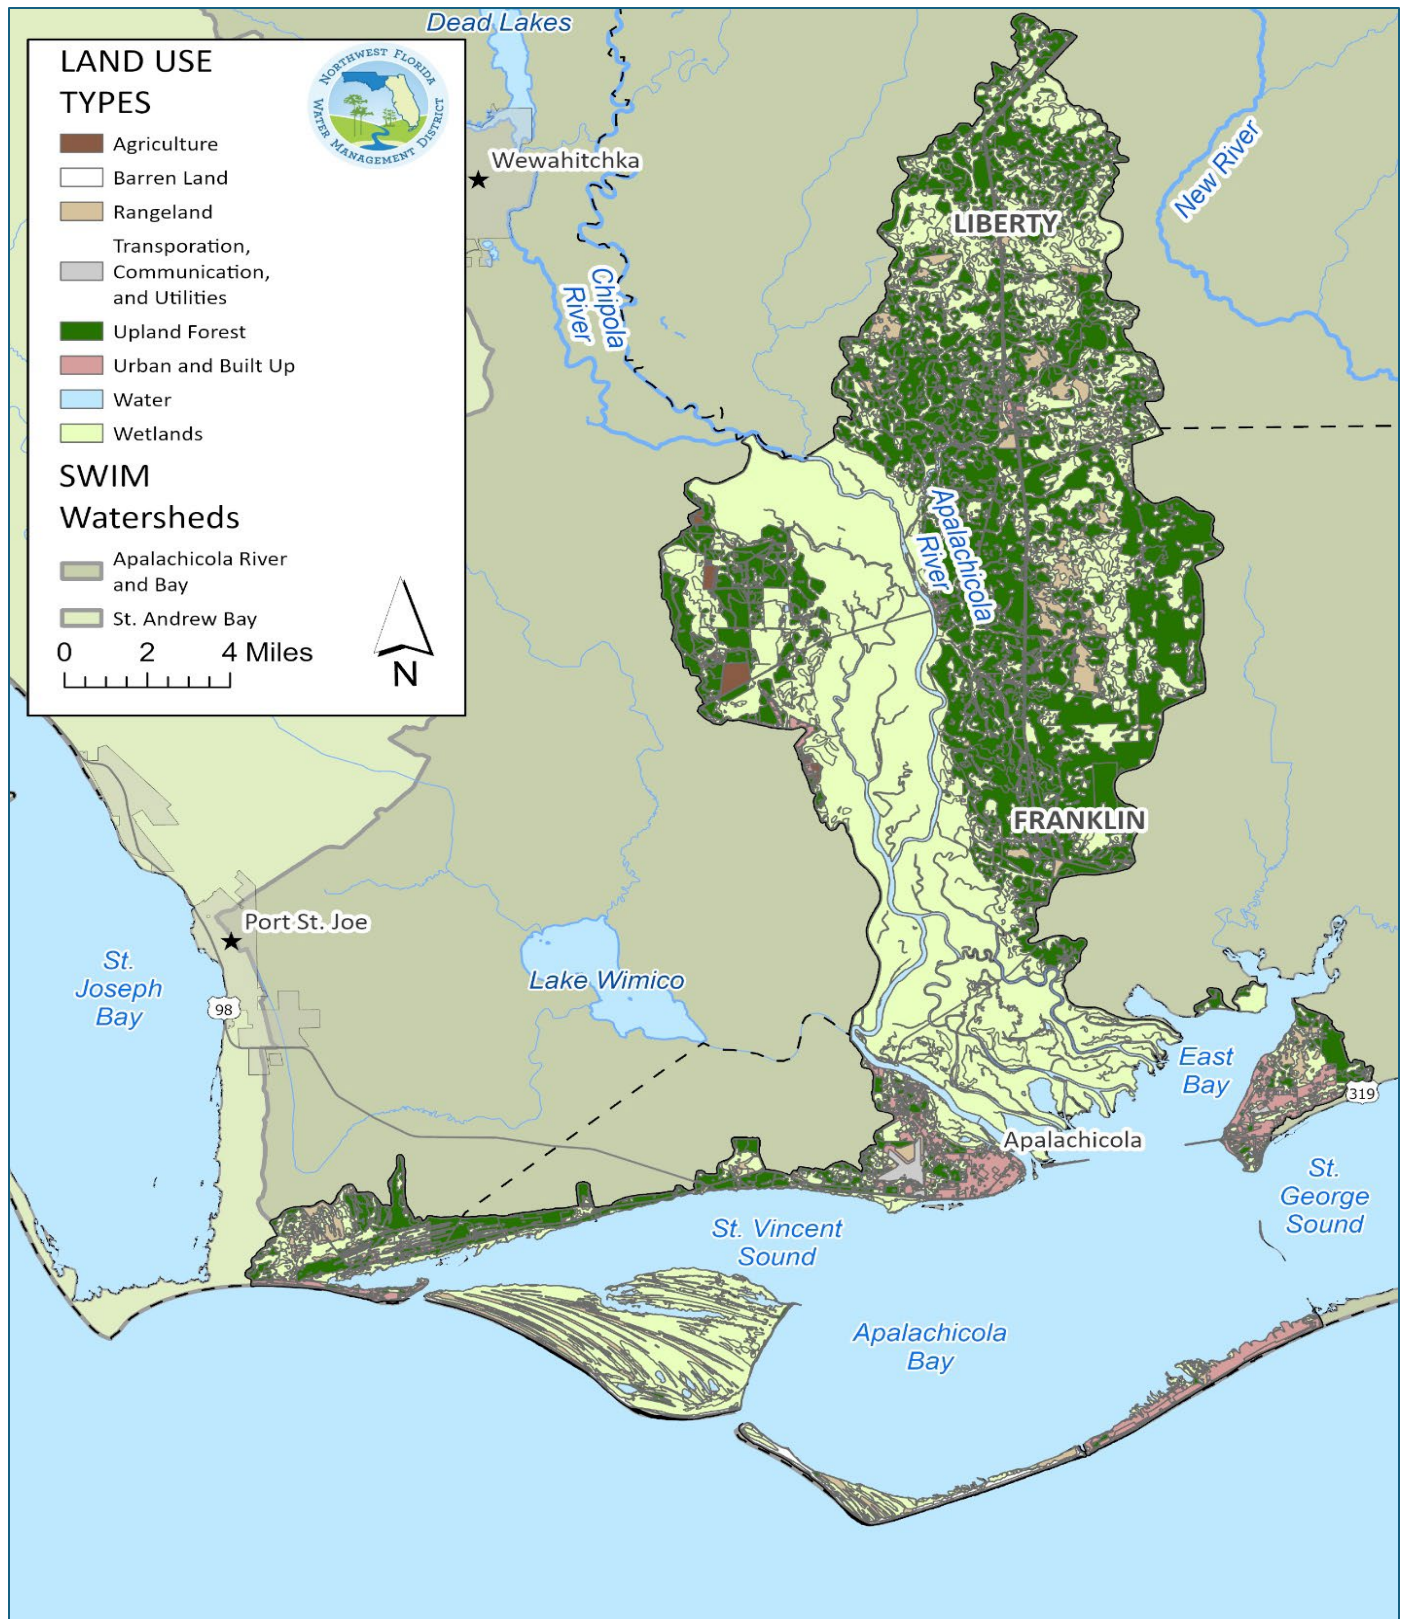 Dead Lakes
LAND USE
TYPES
NORTHWEST FLORIDA
WATER MANAGEMENT DISTRICT
Agriculture
Barren Land
Rangeland
Transporation,
Communication,
and Utilities
Upland Forest
Urban and Built Up
Water
Wetlands
SWIM
Watersheds
Apalachicola River
and Bay
St. Andrew Bay
0 2 4 Miles
N
Wewahitchka
New River
LIBERTY
Chipola
River
Apalachicola
River
FRANKLIN
Port St. Joe
St.
Joseph
Bay
98
Lake Wimico
East
Bay
319
Apalachicola
St.
George
Sound
St. Vincent
Sound
Apalachicola
Bay